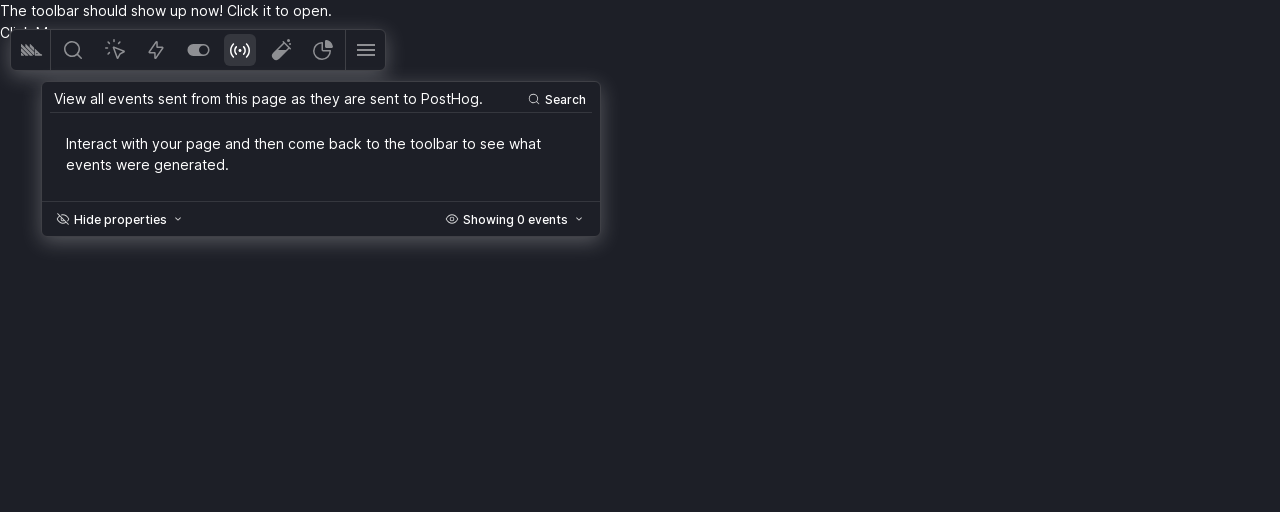 The toolbar should show up now! Click it to open.
View all events sent from this page as they are sent to PostHog.
Search
Interact with your page and then come back to the toolbar to see what
events were generated.
Hide properties
Showing 0 events